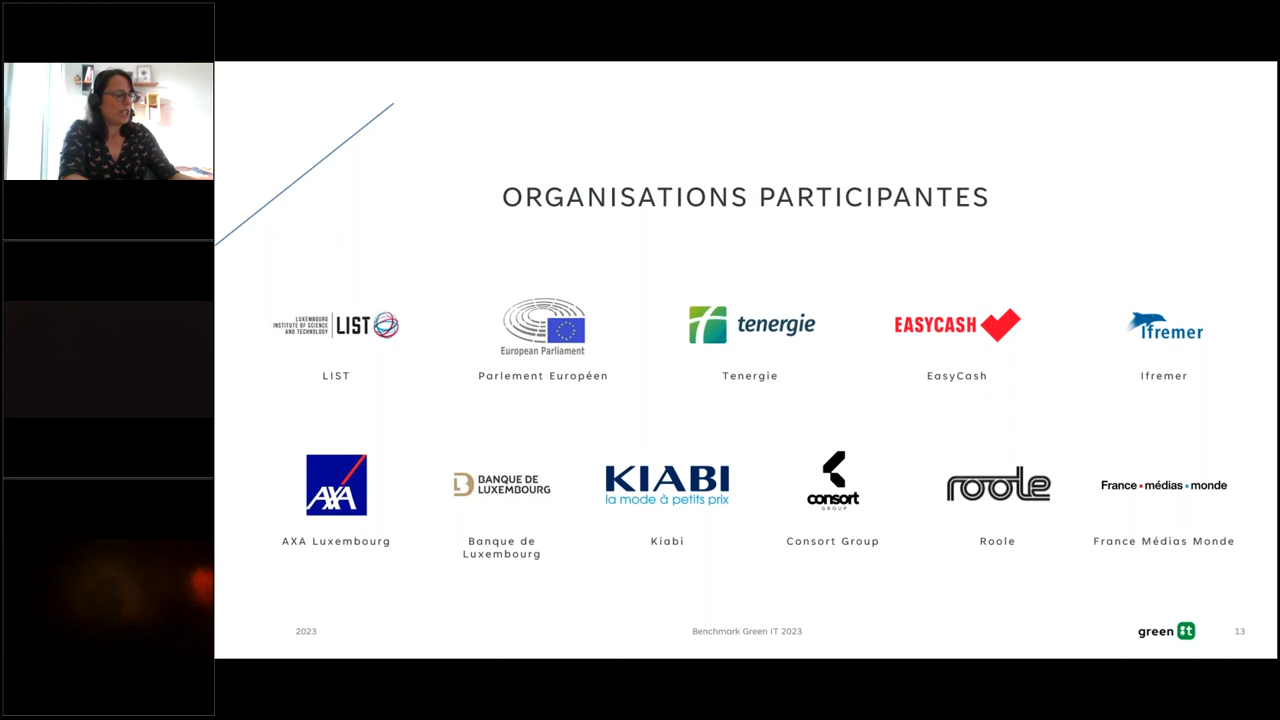 ORGANISATIONS PARTICIPANTES
LUXEMBOURG
INSTITUTE OF SCIENCE
AND TECHNOLOGY
LIST
European Parliament
tenergie
EASYCASH
Ifremer
LIST
Parlement Européen
Tenergie
EasyCash
Ifremer
AXA
BANQUE DE
LUXEMBOURG
KIABI
la mode à petits prix
consort
GROUP
roole
France médias monde
AXA Luxembourg
Banque de
Luxembourg
Kiabi
Consort Group
Roole
France Médias Monde
2023
Benchmark Green IT 2023
green it
13